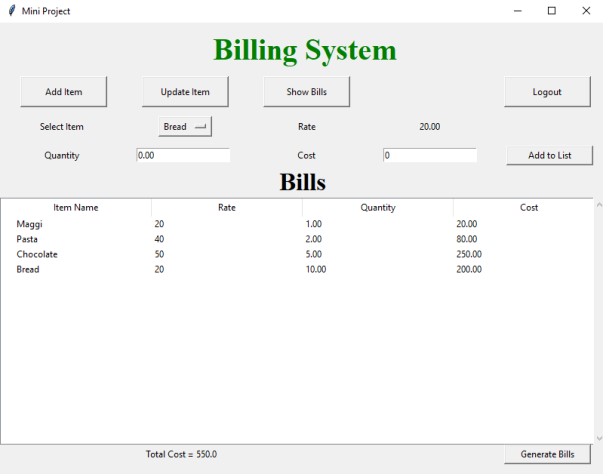 Mini Project
Billing System
Add Item Update Item Show Bills Logout
Select Item Bread Rate 20.00
Quantity 0.00 Cost 0 Add to List
Bills
Item Name Rate Quantity Cost
Maggi 20 1.00 20.00
Pasta 40 2.00 80.00
Chocolate 50 5.00 250.00
Bread 20 10.00 200.00
Total Cost = 550.0 Generate Bills